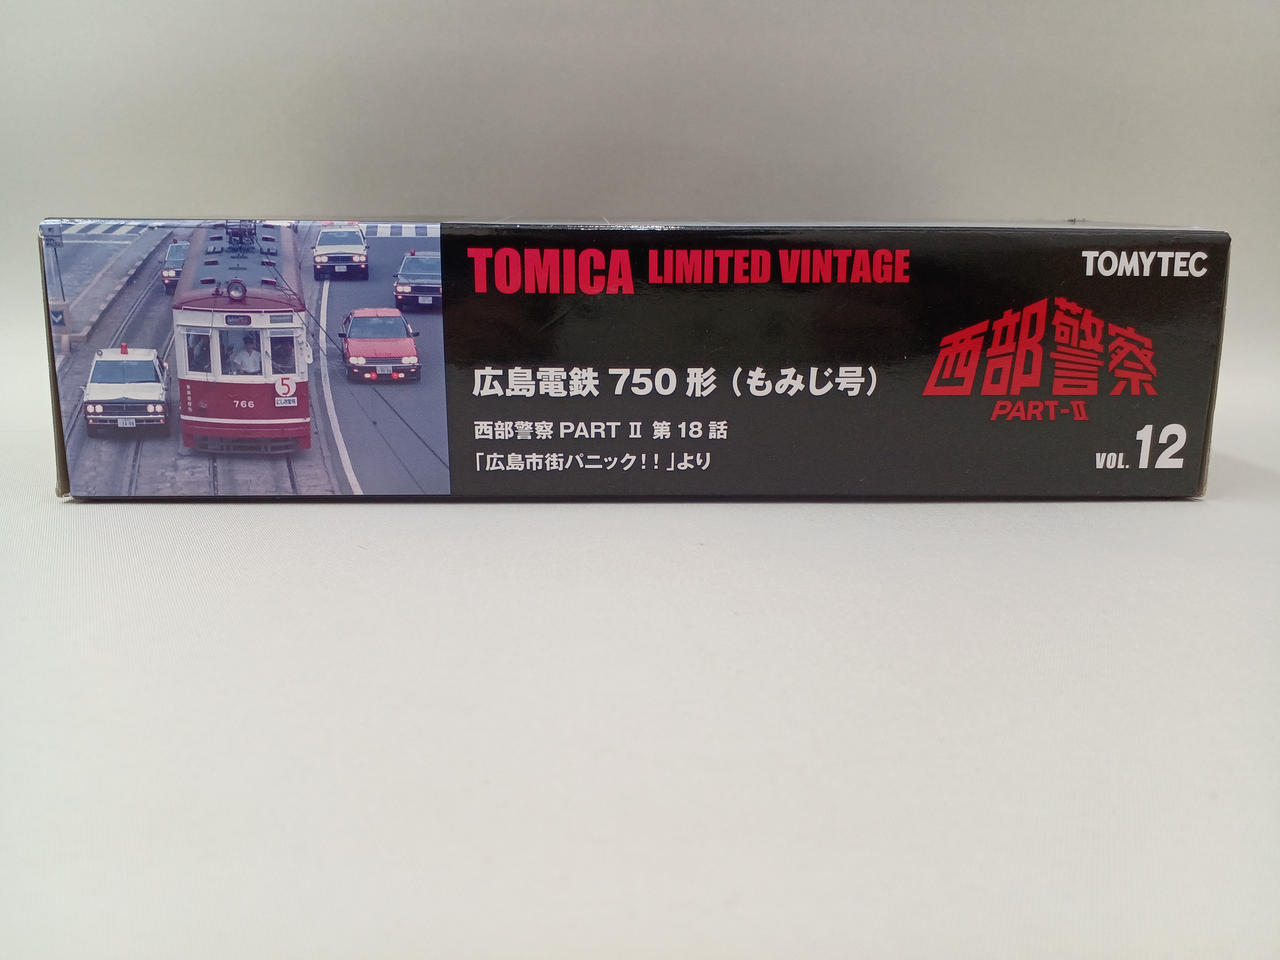 TOMICA LIMITED VINTAGE
TOMYTEC
西部警察
PART-II
広島電鉄 750 形 (もみじ号)
西部警察 PART II 第 18 話
「広島市街パニック!!」より
VOL. 12
766
5